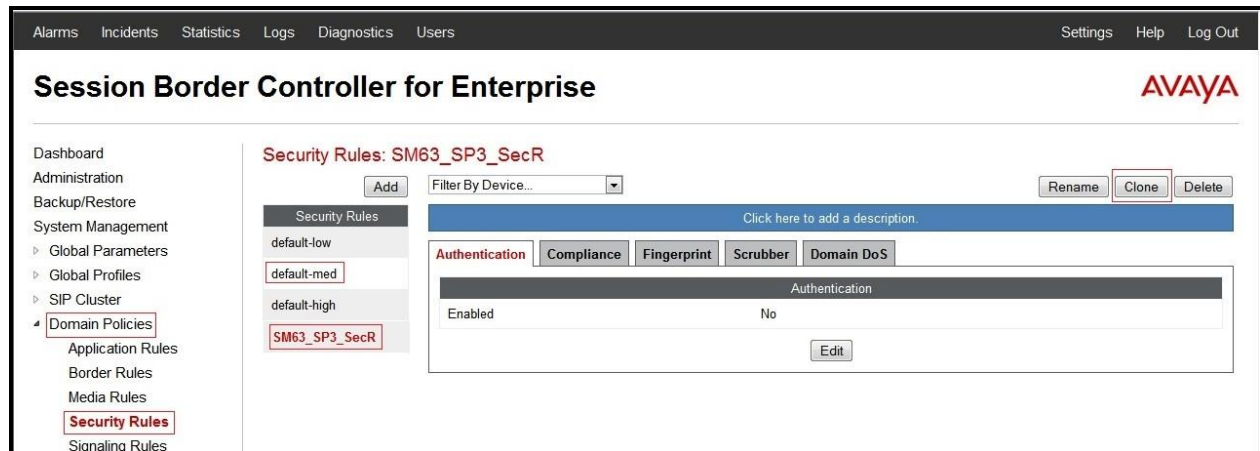 Alarms Incidents Statistics Logs Diagnostics Users Settings Help Log Out
Session Border Controller for Enterprise
AVAYA
Dashboard
Administration
Backup/Restore
System Management
Global Parameters
Global Profiles
SIP Cluster
Domain Policies
Application Rules
Border Rules
Media Rules
Security Rules
Signaling Rules
Security Rules: SM63_SP3_SecR
Add
Filter By Device...
Rename Clone Delete
Security Rules
default-low
default-med
default-high
SM63_SP3_SecR
Click here to add a description.
Authentication Compliance Fingerprint Scrubber Domain DoS
Authentication
Enabled No
Edit